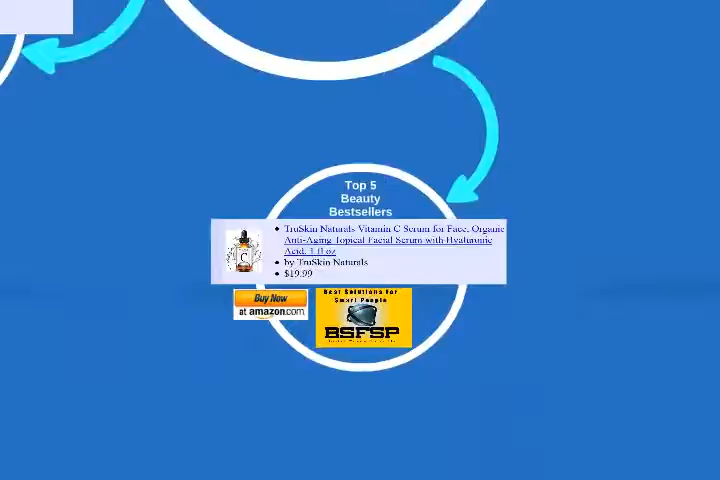 Top 5
Beauty
Bestsellers
TruSkin Naturals Vitamin C Serum for Face, Organic
Anti-Aging Topical Facial Serum with Hyaluronic
Acid, 1 fl oz
by TruSkin Naturals
$19.99
C
Buy Now
at amazon.com
Best Solutions for
Smart People
BSFSP